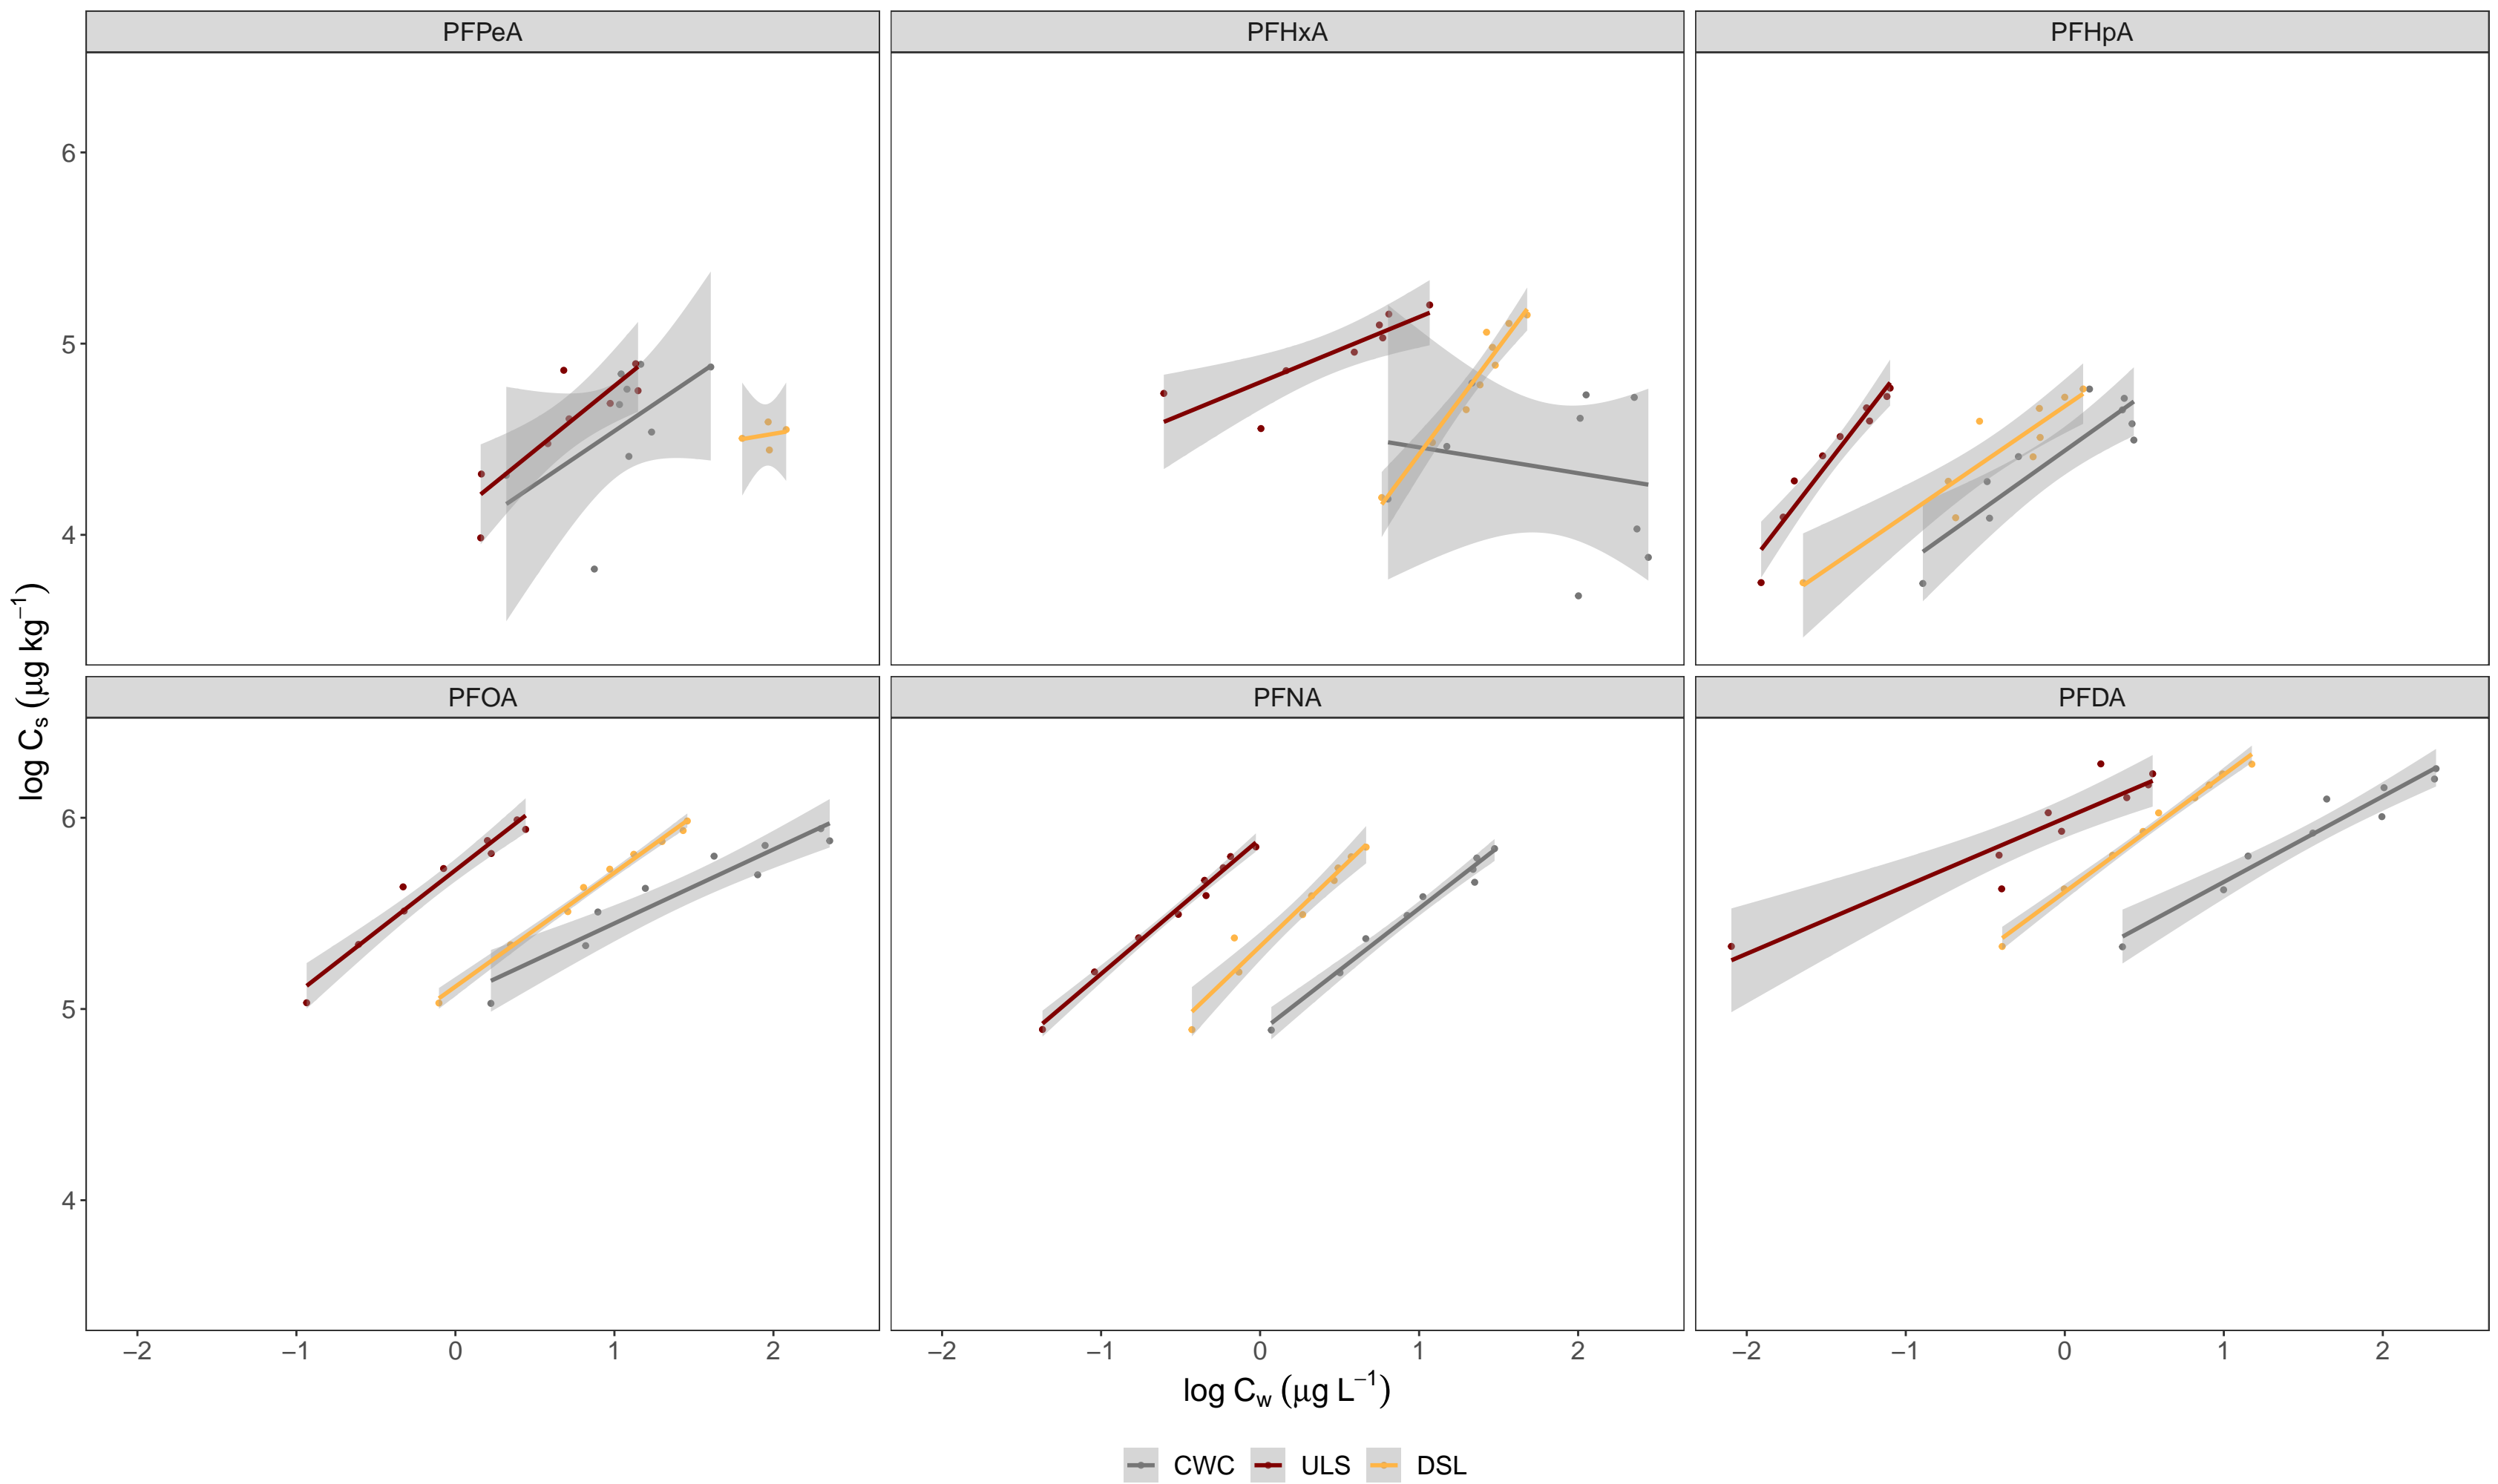 PFPeA PFHxA PFHpA
6
5
4
PFOA PFNA PFDA
6
5
4
log Cs (μg kg−1)
−2 −1 0 1 2 −2 −1 0 1 2 −2 −1 0 1 2
log Cw (μg L−1)
CWC ULS DSL